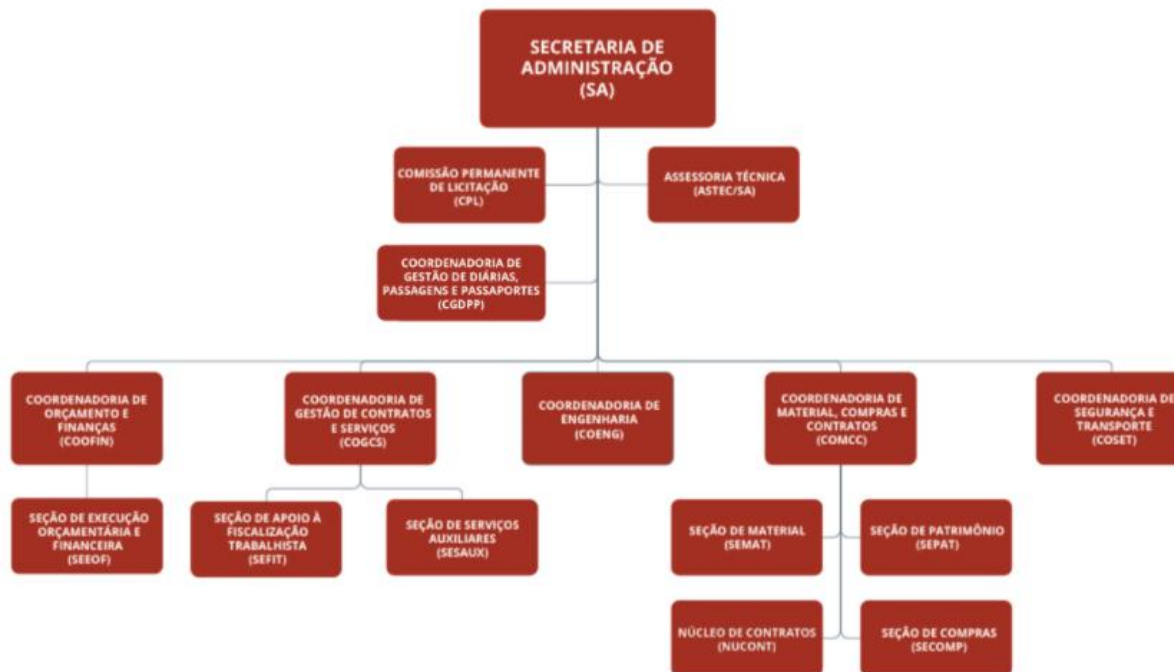 SECRETARIA DE
ADMINISTRAÇÃO
(SA)
COMISSÃO PERMANENTE
DE LICITAÇÃO
(CPL)
ASSESSORIA TÉCNICA
(ASTEC/SA)
COORDENADORIA DE
GESTÃO DE DIÁRIAS,
PASSAGENS E PASSAPORTES
(CGDPP)
COORDENADORIA DE
ORÇAMENTO E
FINANÇAS
(COOFIN)
COORDENADORIA DE
GESTÃO DE CONTRATOS
E SERVIÇOS
(COGCS)
COORDENADORIA DE
ENGENHARIA
(COENG)
COORDENADORIA DE
MATERIAL, COMPRAS E
CONTRATOS
(COMCC)
COORDENADORIA DE
SEGURANÇA E
TRANSPORTE
(COSET)
SEÇÃO DE EXECUÇÃO
ORÇAMENTÁRIA E
FINANCEIRA
(SEEOF)
SEÇÃO DE APOIO À
FISCALIZAÇÃO
TRABALHISTA
(SEFIT)
SEÇÃO DE SERVIÇOS
AUXILIARES
(SESAUX)
SEÇÃO DE MATERIAL
(SEMAT)
SEÇÃO DE PATRIMÔNIO
(SEPAT)
NÚCLEO DE CONTRATOS
(NUCONT)
SEÇÃO DE COMPRAS
(SECOMP)